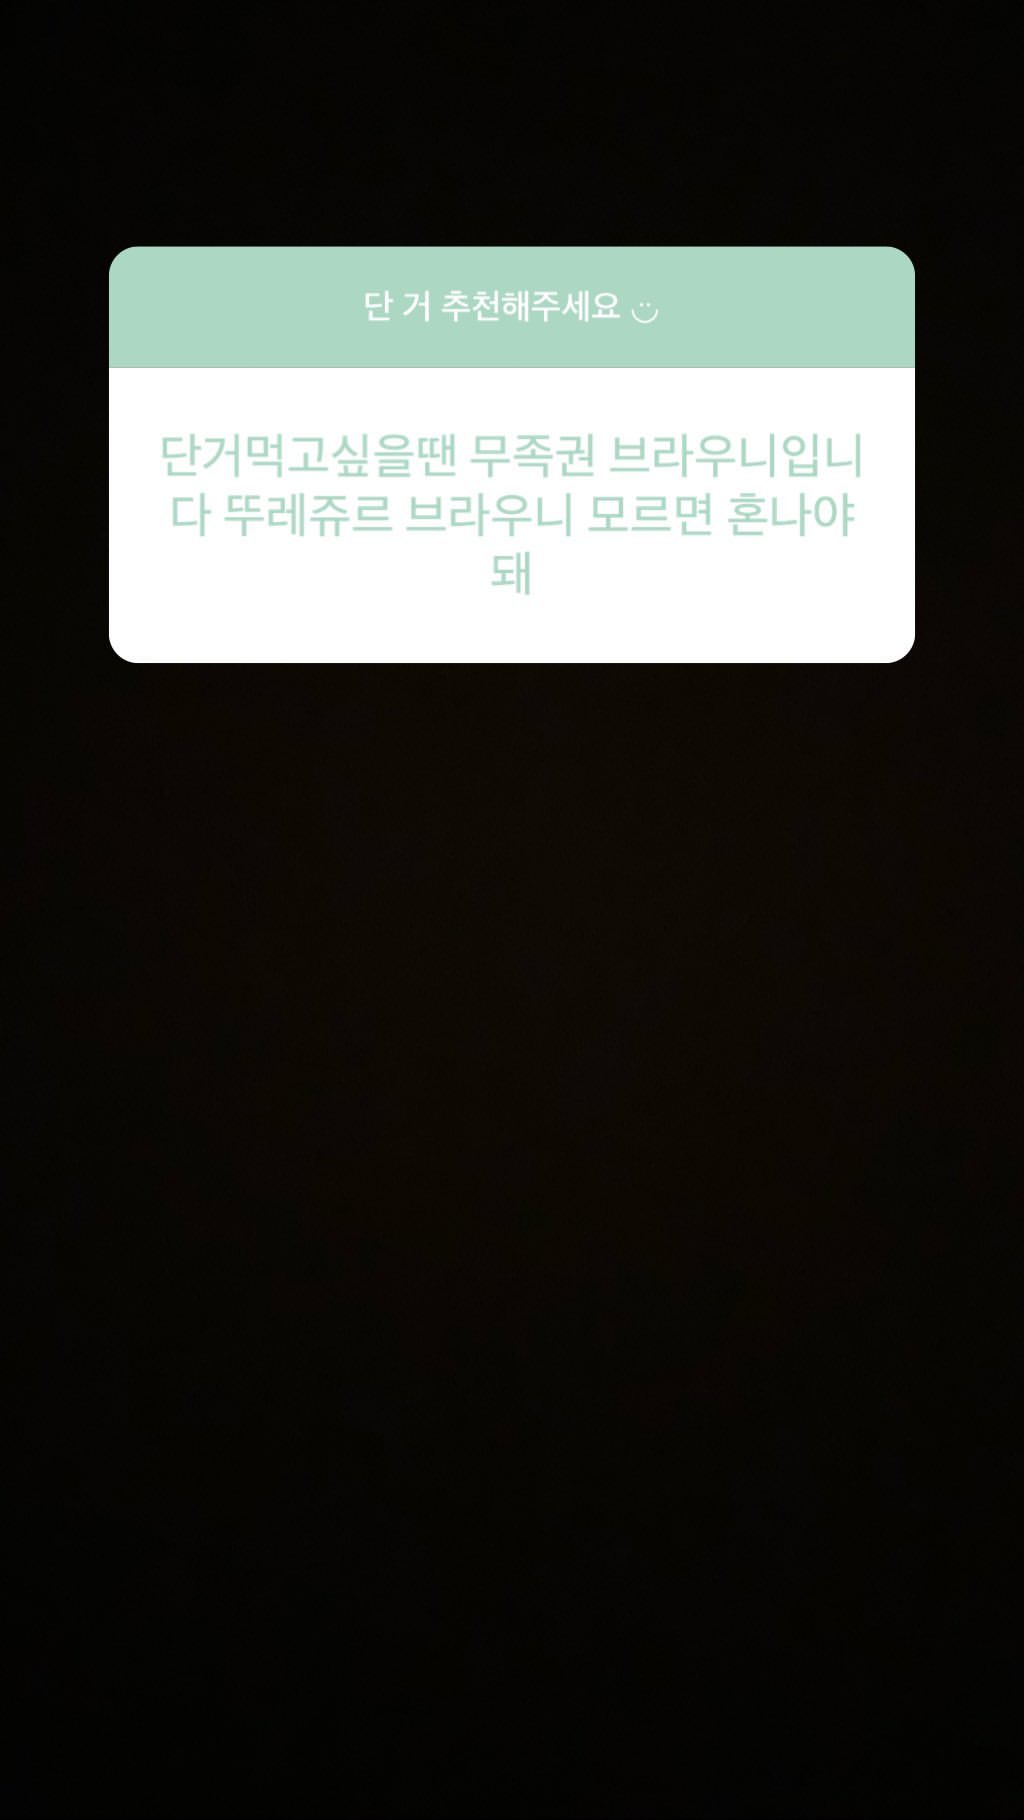 단 거 추천해주세요 ◡̈
단거먹고싶을땐 무족권 브라우니입니
다 뚜레쥬르 브라우니 모르면 혼나야
돼